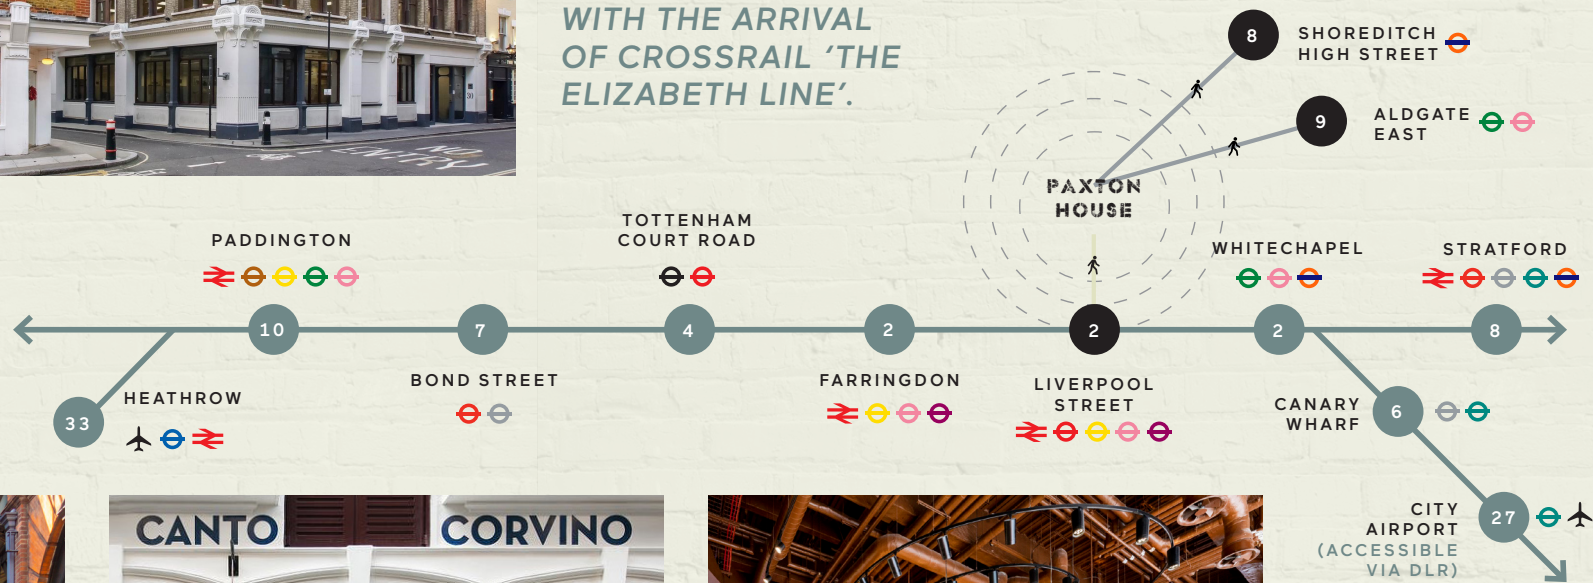 WITH THE ARRIVAL
OF CROSSRAIL ‘THE
ELIZABETH LINE’.
NO
ENTRY
8
SHOREDITCH
HIGH STREET
9
ALDGATE
EAST
PAXTON
HOUSE
PADDINGTON
TOTTENHAM
COURT ROAD
WHITECHAPEL
STRATFORD
10
7
4
2
2
2
8
HEATHROW
33
BOND STREET
FARRINGDON
LIVERPOOL
STREET
CANARY
WHARF
6
CITY
AIRPORT
(ACCESSIBLE
VIA DLR)
27
CANTO CORVINO